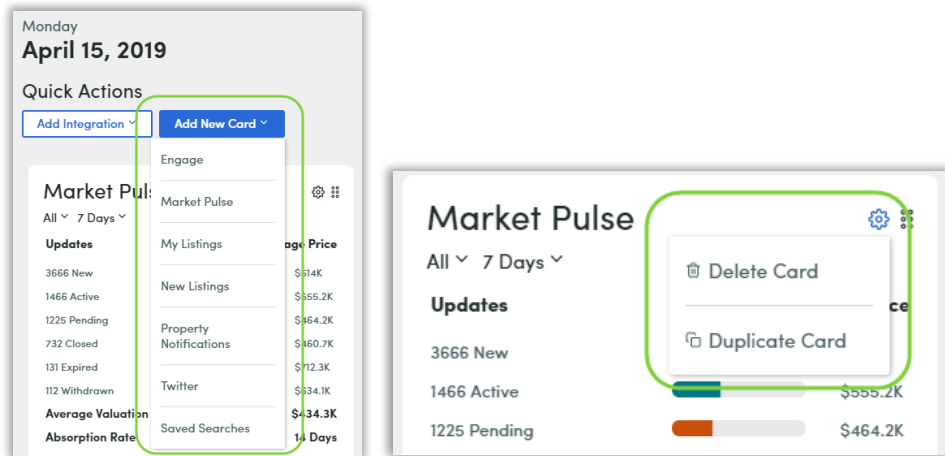 Monday
April 15, 2019
Quick Actions
Add Integration
Add New Card
Engage
Market Pulse
My Listings
New Listings
Property
Notifications
Twitter
Saved Searches
Market Puls
All 7 Days
Updates age Price
3666 New $514K
1466 Active $555.2K
1225 Pending $464.2K
732 Closed $460.7K
131 Expired $712.3K
112 Withdrawn $634.1K
Average Valuation $434.3K
Absorption Rate 14 Days
Market Pulse
All 7 Days
Delete Card
Duplicate Card
Updates ce
3666 New
1466 Active $555.2K
1225 Pending $464.2K